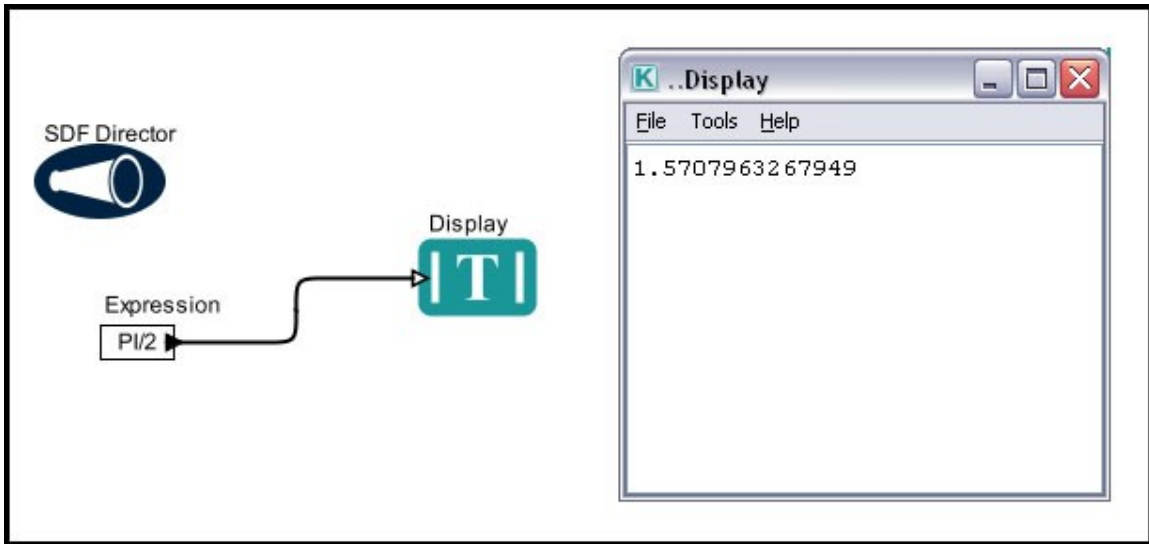 SDF Director
Expression
PI/2
Display
T
K ..Display
File Tools Help
1.5707963267949